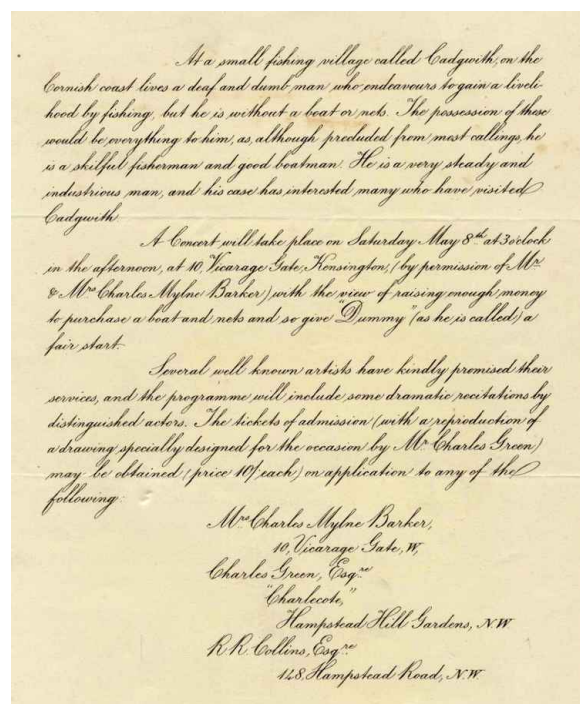 At a small fishing village called Cadgwith, on the
Cornish coast lives a deaf and dumb man who endeavours to gain a liveli-
hood by fishing, but he is without a boat or nets. The possession of these
would be everything to him, as, although precluded from most callings, he
is a skilful fisherman and good boatman. He is a very steady and
industrious man, and his case has interested many who have visited
Cadgwith.
A Concert will take place on Saturday May 8th at 3 o'clock
in the afternoon, at 10, Vicarage Gate, Kensington, (by permission of Mr
& Mrs Charles Mylne Barker) with the view of raising enough money
to purchase a boat and nets and so give "Dummy" (as he is called) a
fair start.
Several well known artists have kindly promised their
services, and the programme will include some dramatic recitations by
distinguished actors. The tickets of admission (with a reproduction of
a drawing specially designed for the occasion by Mr Charles Green)
may be obtained (price 10/ each) on application to any of the
following:
Mrs Charles Mylne Barker,
10, Vicarage Gate, W,
Charles Green, Esqre
"Charlecote,"
Hampstead Hill Gardens, NW
R R Collins, Esqre
148, Hampstead Road, N.W.